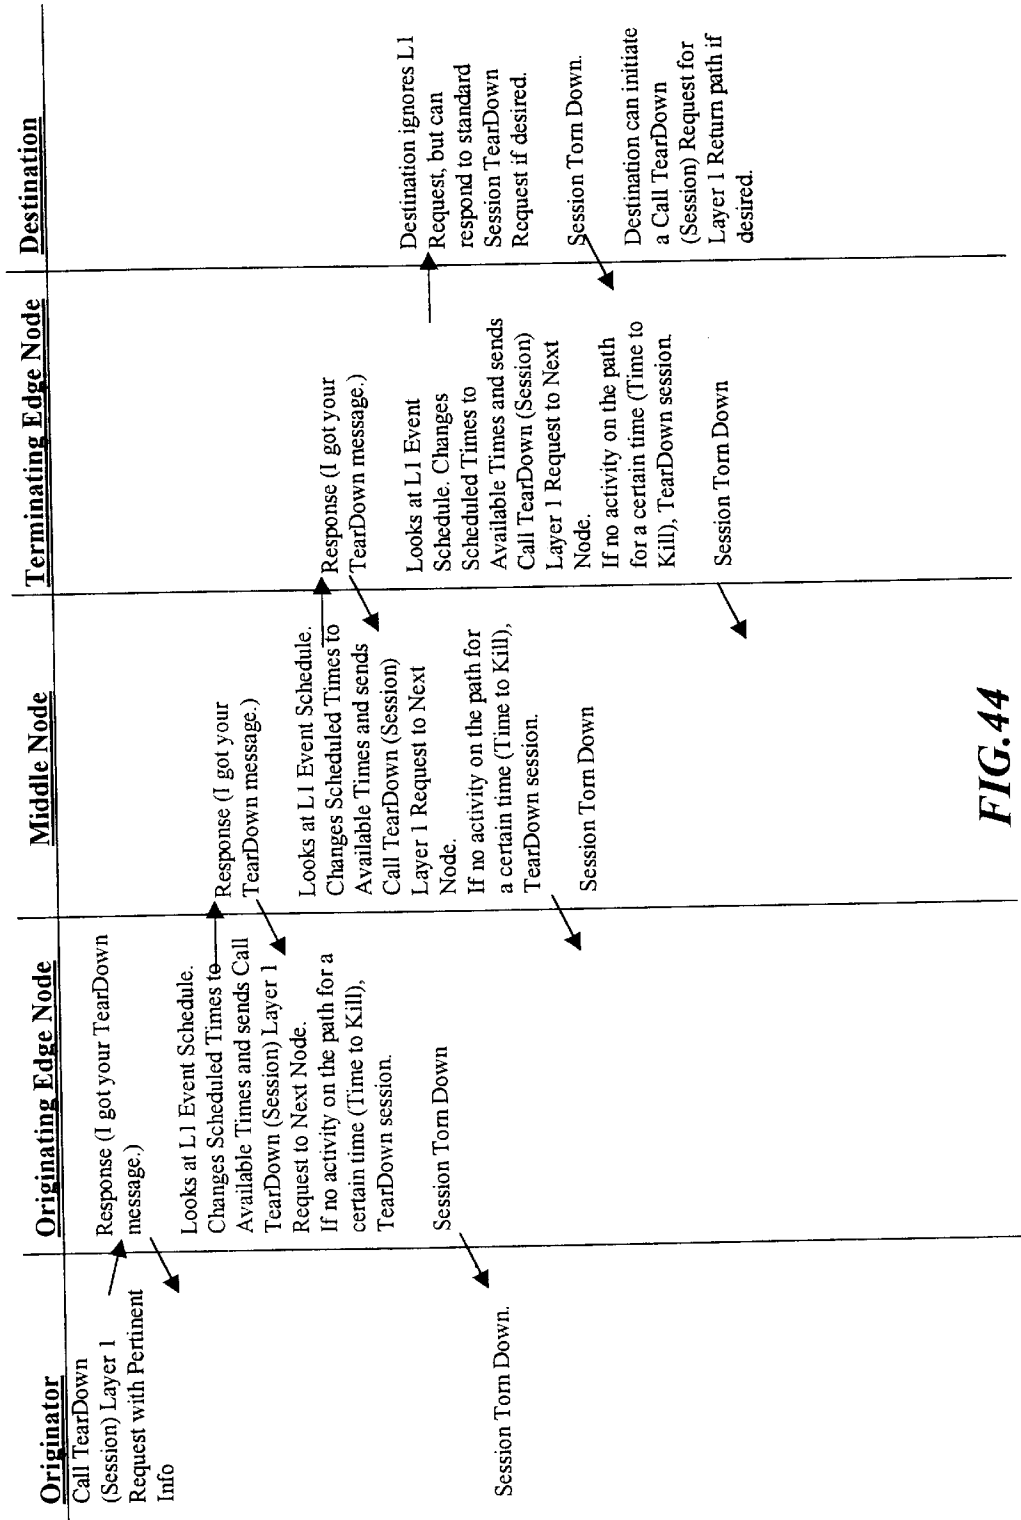 Originator
Call TearDown
(Session) Layer 1
Request with Pertinent
Info
Session Torn Down.
Originating Edge Node
Response (I got your TearDown
message.)
Looks at L1 Event Schedule.
Changes Scheduled Times to
Available Times and sends Call
TearDown (Session) Layer 1
Request to Next Node.
If no activity on the path for a
certain time (Time to Kill),
TearDown session.
Session Torn Down
Middle Node
Response (I got your
TearDown message.)
Looks at L1 Event Schedule.
Changes Scheduled Times to
Available Times and sends
Call TearDown (Session)
Layer 1 Request to Next
Node.
If no activity on the path for
a certain time (Time to Kill),
TearDown session.
Session Torn Down
Terminating Edge Node
Response (I got your
TearDown message.)
Looks at L1 Event
Schedule. Changes
Scheduled Times to
Available Times and sends
Call TearDown (Session)
Layer 1 Request to Next
Node.
If no activity on the path
for a certain time (Time to
Kill), TearDown session.
Session Torn Down
Destination
Destination ignores L1
Request, but can
respond to standard
Session TearDown
Request if desired.
Session Torn Down.
Destination can initiate
a Call TearDown
(Session) Request for
Layer 1 Return path if
desired.
FIG.44